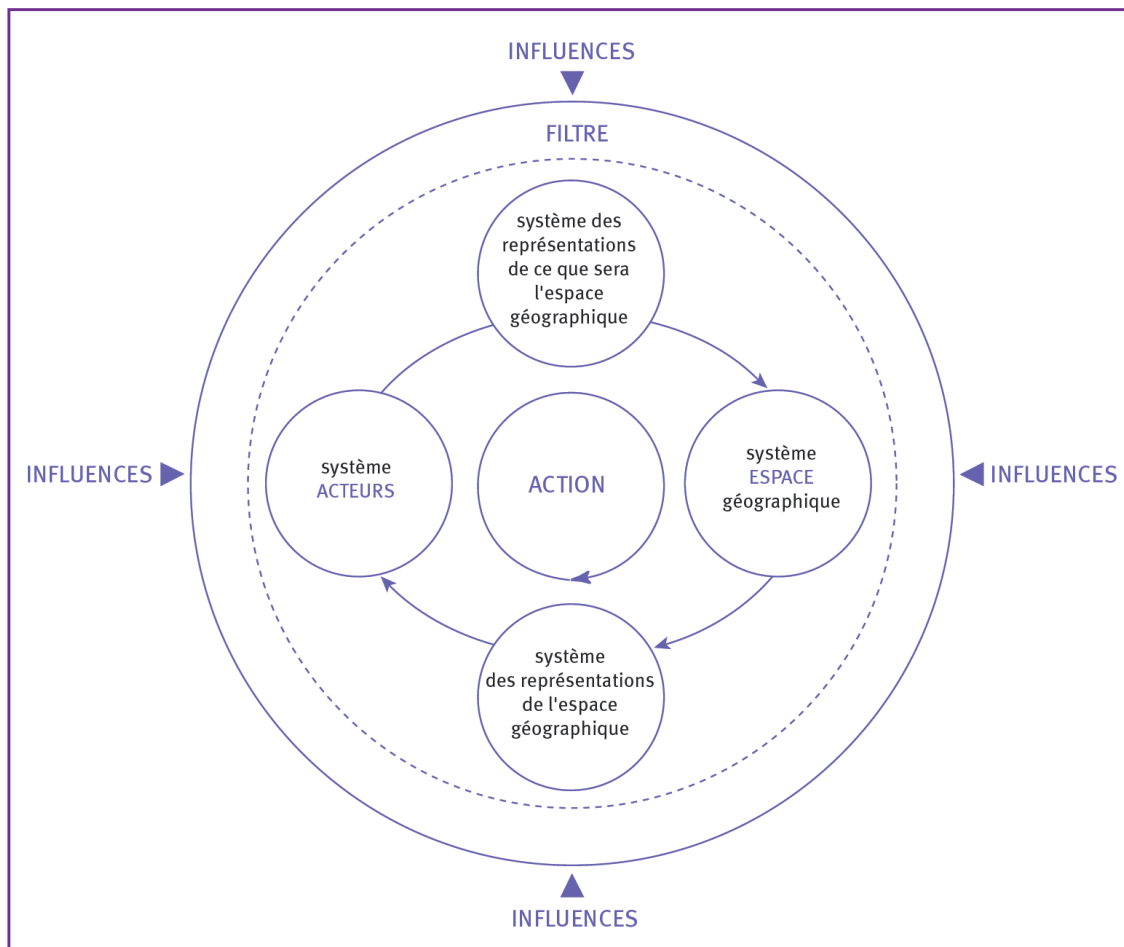 INFLUENCES
FILTRE
système des
représentations
de ce que sera
l'espace
géographique
INFLUENCES
système
ACTEURS
ACTION
système
ESPACE
géographique
INFLUENCES
système
des représentations
de l'espace
géographique
INFLUENCES